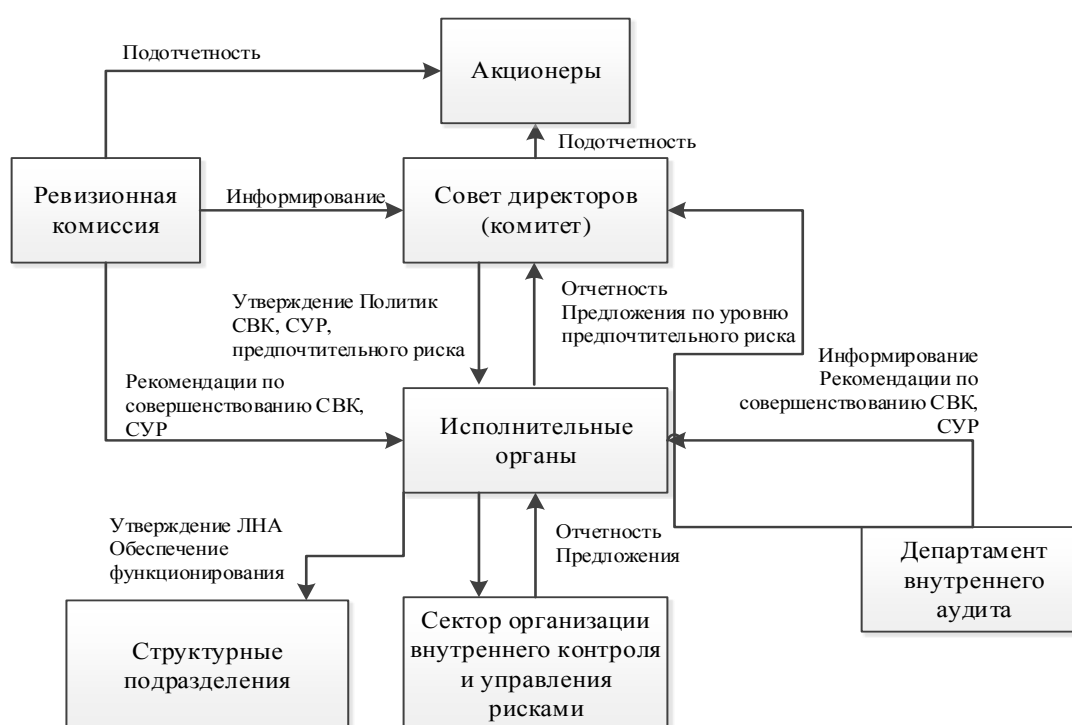 Подотчетность
Акционеры
Подотчетность
Ревизионная
комиссия
Информирование
Совет директоров
(комитет)
Утверждение Политик
СВК, СУР,
предпочтительного риска
Отчетность
Предложения по уровню
предпочтительного риска
Информирование
Рекомендации по
совершенствованию СВК,
СУР
Рекомендации по
совершенствованию СВК,
СУР
Исполнительные
органы
Утверждение ЛНА
Обеспечение
функционирования
Отчетность
Предложения
Департамент
внутреннего
аудита
Структурные
подразделения
Сектор организации
внутреннего контроля
и управления
рисками